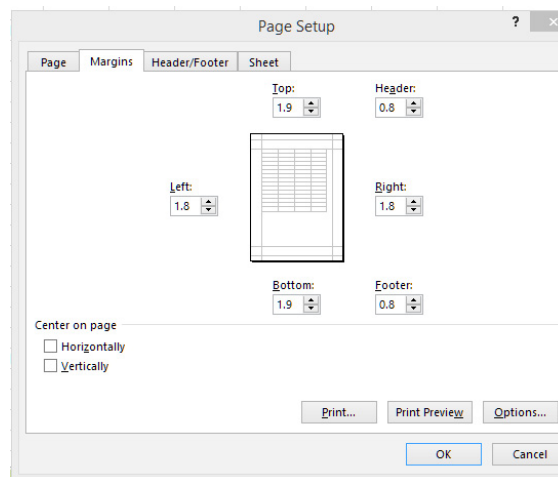 Page Setup ?
Page Margins Header/Footer Sheet
Top: Header:
1.9 0.8
Left: Right:
1.8 1.8
Bottom: Footer:
1.9 0.8
Center on page
Horizontally
Vertically
Print... Print Preview Options...
OK Cancel